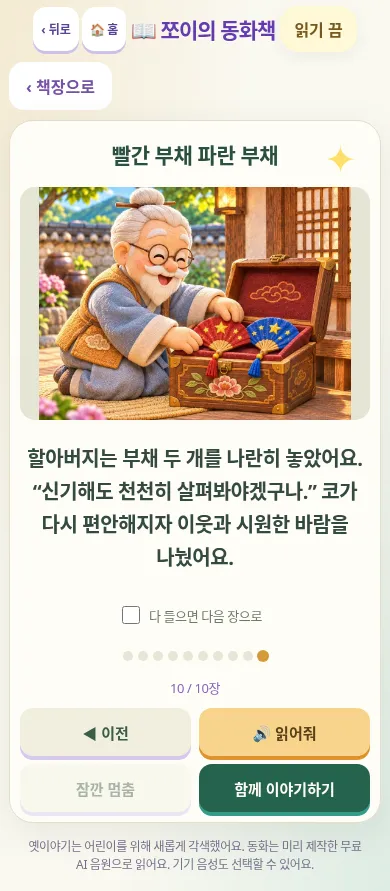 ‹ 뒤로
🏠 홈
📖 쪼이의 동화책
읽기 끔
‹ 책장으로
빨간 부채 파란 부채
할아버지는 부채 두 개를 나란히 놓았어요.
“신기해도 천천히 살펴봐야겠구나.” 코가
다시 편안해지자 이웃과 시원한 바람을
나눴어요.
다 들으면 다음 장으로
10 / 10장
◀ 이전
🔊 읽어줘
잠깐 멈춤
함께 이야기하기
옛이야기는 어린이를 위해 새롭게 각색했어요. 동화는 미리 제작한 무료
AI 음원으로 읽어요. 기기 음성도 선택할 수 있어요.